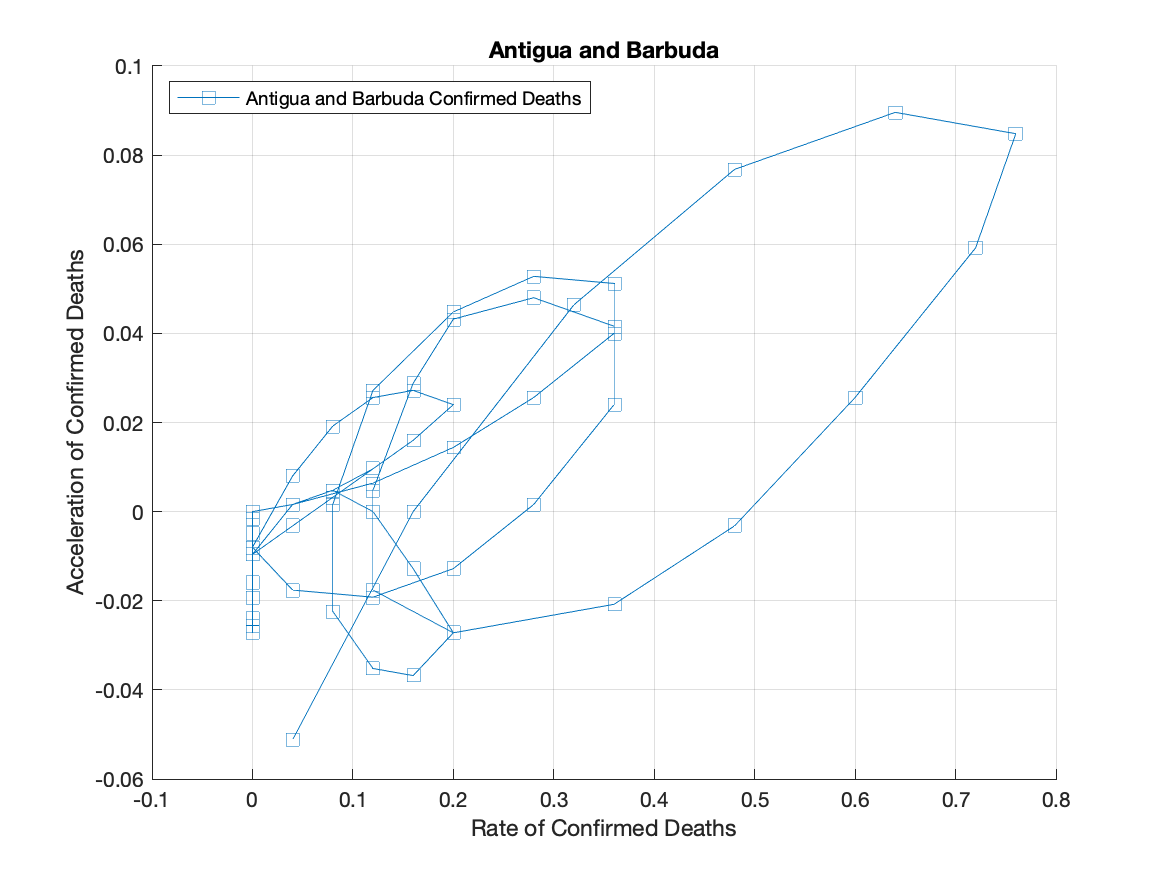 Antigua and Barbuda
Antigua and Barbuda Confirmed Deaths
0.1
0.08
0.06
0.04
0.02
0
-0.02
-0.04
-0.06
Acceleration of Confirmed Deaths
-0.1 0 0.1 0.2 0.3 0.4 0.5 0.6 0.7 0.8
Rate of Confirmed Deaths